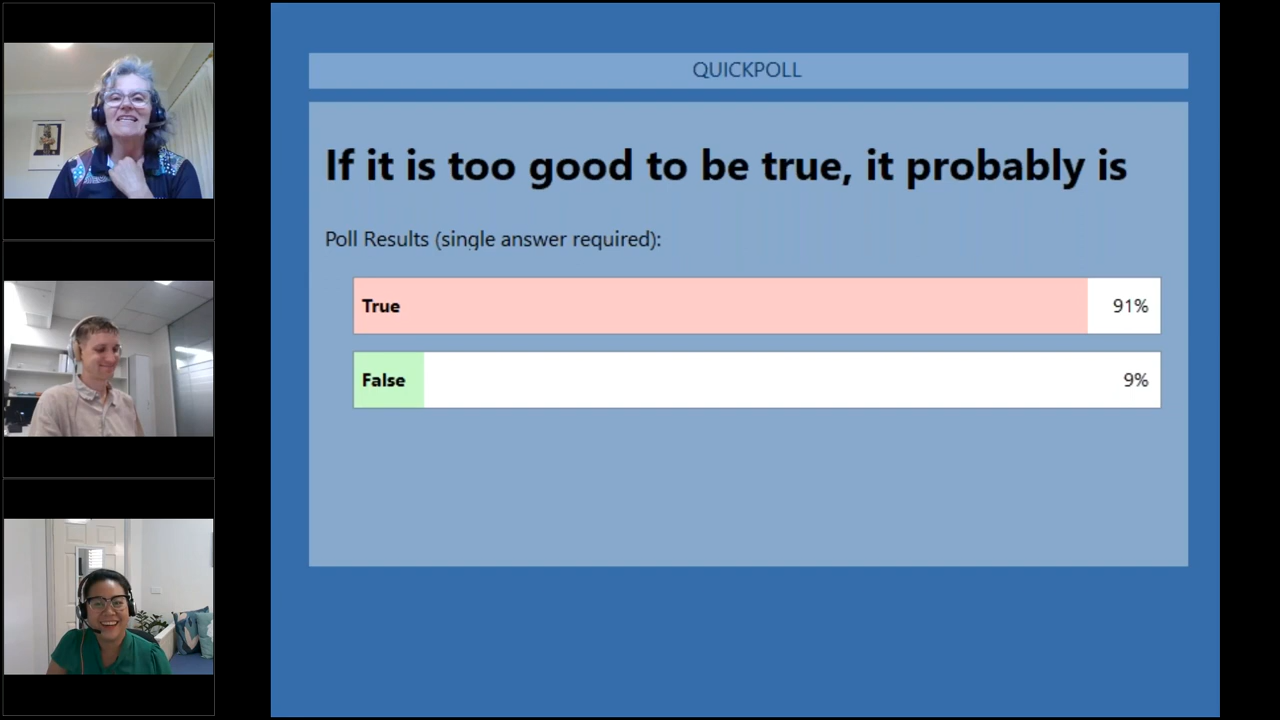 QUICKPOLL
If it is too good to be true, it probably is
Poll Results (single answer required):
True 91%
False 9%